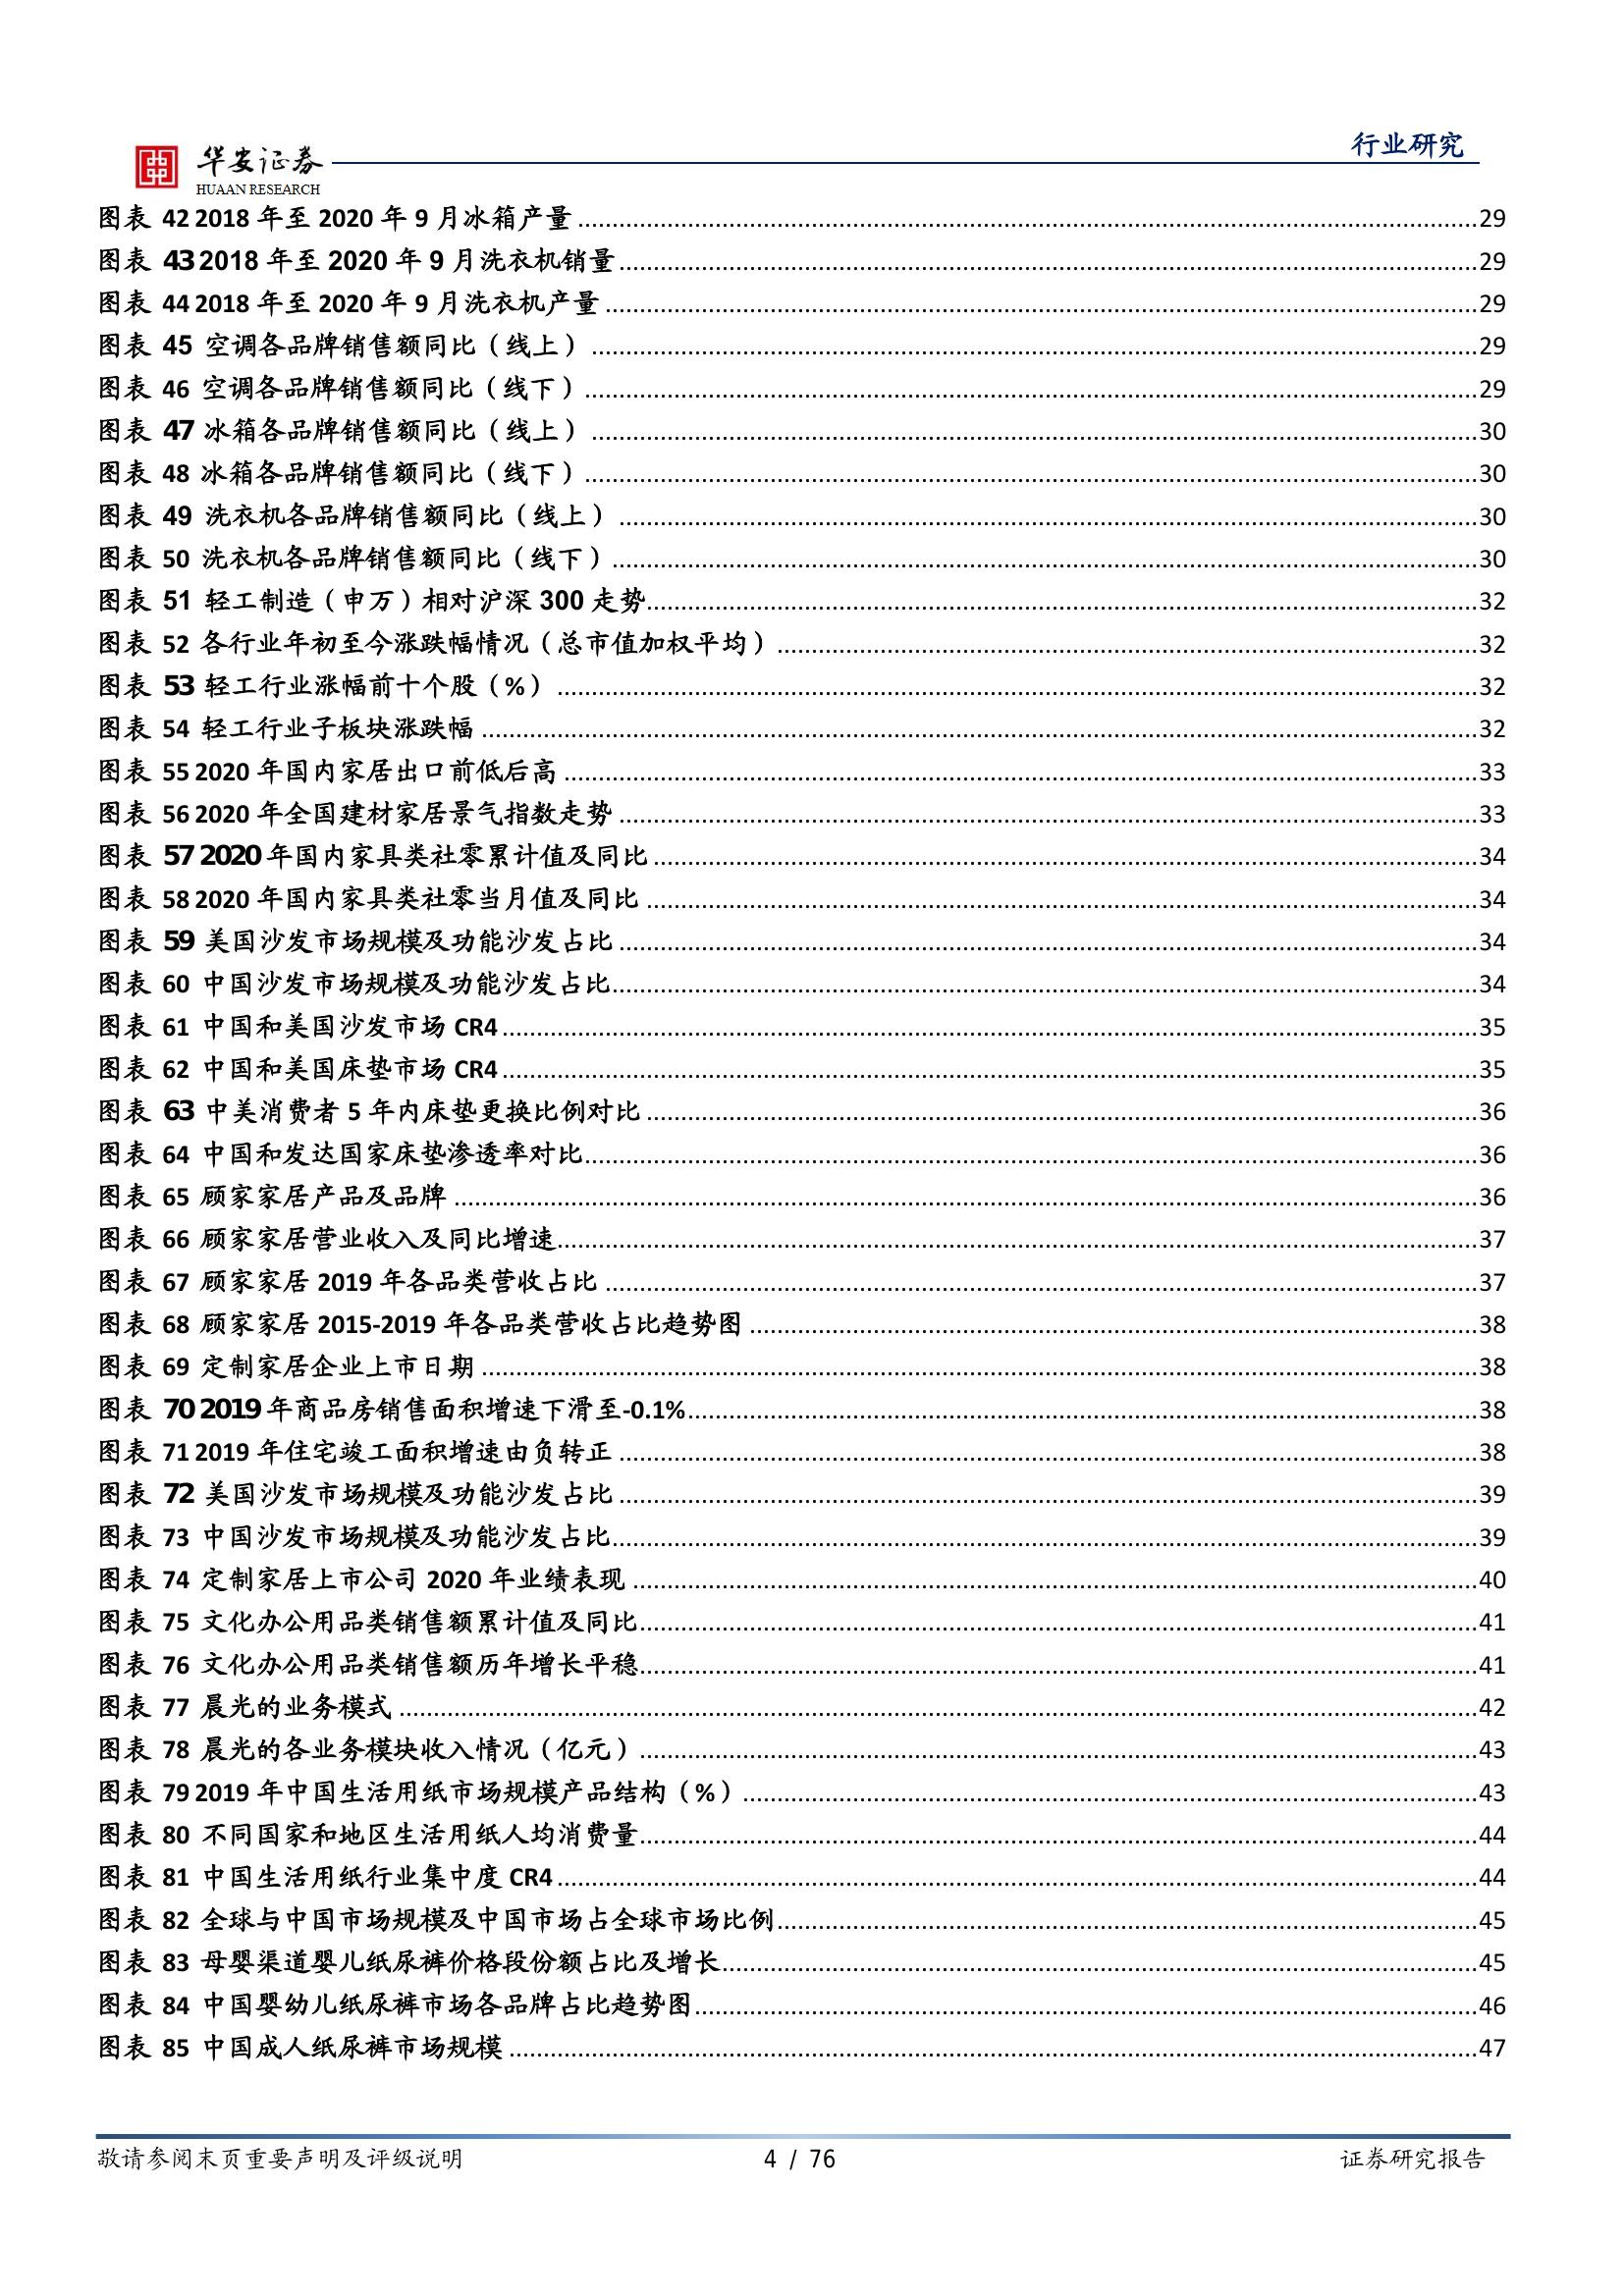 行业研究
华安证券
HUAAN RESEARCH
图表 42 2018 年至 2020 年 9 月冰箱产量 29
图表 43 2018 年至 2020 年 9 月洗衣机销量 29
图表 44 2018 年至 2020 年 9 月洗衣机产量 29
图表 45 空调各品牌销售额同比（线上） 29
图表 46 空调各品牌销售额同比（线下） 29
图表 47 冰箱各品牌销售额同比（线上） 30
图表 48 冰箱各品牌销售额同比（线下） 30
图表 49 洗衣机各品牌销售额同比（线上） 30
图表 50 洗衣机各品牌销售额同比（线下） 30
图表 51 轻工制造（申万）相对沪深 300 走势 32
图表 52 各行业年初至今涨跌幅情况（总市值加权平均） 32
图表 53 轻工行业涨幅前十个股（%） 32
图表 54 轻工行业子板块涨跌幅 32
图表 55 2020 年国内家居出口前低后高 33
图表 56 2020 年全国建材家居景气指数走势 33
图表 57 2020 年国内家具类社零累计值及同比 34
图表 58 2020 年国内家具类社零当月值及同比 34
图表 59 美国沙发市场规模及功能沙发占比 34
图表 60 中国沙发市场规模及功能沙发占比 34
图表 61 中国和美国沙发市场 CR4 35
图表 62 中国和美国床垫市场 CR4 35
图表 63 中美消费者 5 年内床垫更换比例对比 36
图表 64 中国和发达国家床垫渗透率对比 36
图表 65 顾家家居产品及品牌 36
图表 66 顾家家居营业收入及同比增速 37
图表 67 顾家家居 2019 年各品类营收占比 37
图表 68 顾家家居 2015-2019 年各品类营收占比趋势图 38
图表 69 定制家居企业上市日期 38
图表 70 2019 年商品房销售面积增速下滑至-0.1% 38
图表 71 2019 年住宅竣工面积增速由负转正 38
图表 72 美国沙发市场规模及功能沙发占比 39
图表 73 中国沙发市场规模及功能沙发占比 39
图表 74 定制家居上市公司 2020 年业绩表现 40
图表 75 文化办公用品类销售额累计值及同比 41
图表 76 文化办公用品类销售额历年增长平稳 41
图表 77 晨光的业务模式 42
图表 78 晨光的各业务模块收入情况（亿元） 43
图表 79 2019 年中国生活用纸市场规模产品结构（%） 43
图表 80 不同国家和地区生活用纸人均消费量 44
图表 81 中国生活用纸行业集中度 CR4 44
图表 82 全球与中国市场规模及中国市场占全球市场比例 45
图表 83 母婴渠道婴儿纸尿裤价格段份额占比及增长 45
图表 84 中国婴幼儿纸尿裤市场各品牌占比趋势图 46
图表 85 中国成人纸尿裤市场规模 47
敬请参阅末页重要声明及评级说明 4 / 76 证券研究报告